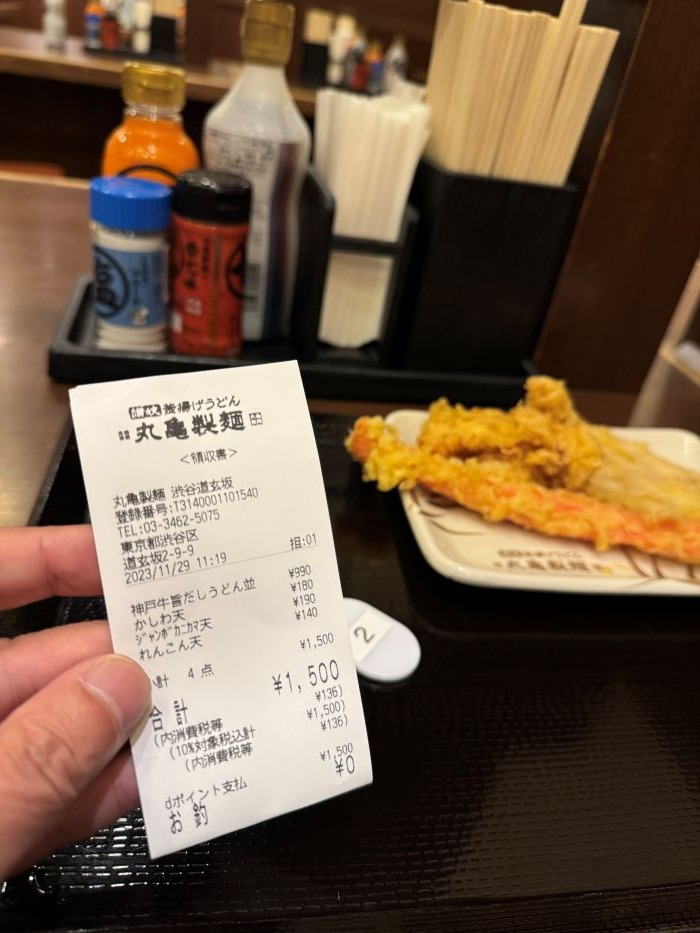 讃岐釜揚げうどん
丸亀製麺
<領収書>
丸亀製麺 渋谷道玄坂
登録番号:T3140001101540
TEL:03-3462-5075
東京都渋谷区
道玄坂2-9-9
2023/11/29 11:19 担:01
神戸牛旨だしうどん並 ¥990
かしわ天 ¥180
ｼﾞｬﾝﾎﾞｶﾆｶﾏ天 ¥190
れんこん天 ¥140
計 4点 ¥1,500
合計 ¥1,500
(内消費税等 ¥136)
(10%対象税込計 ¥1,500)
(内消費税等 ¥136)
dポイント支払 ¥1,500
お釣 ¥0
2
丸亀製麺